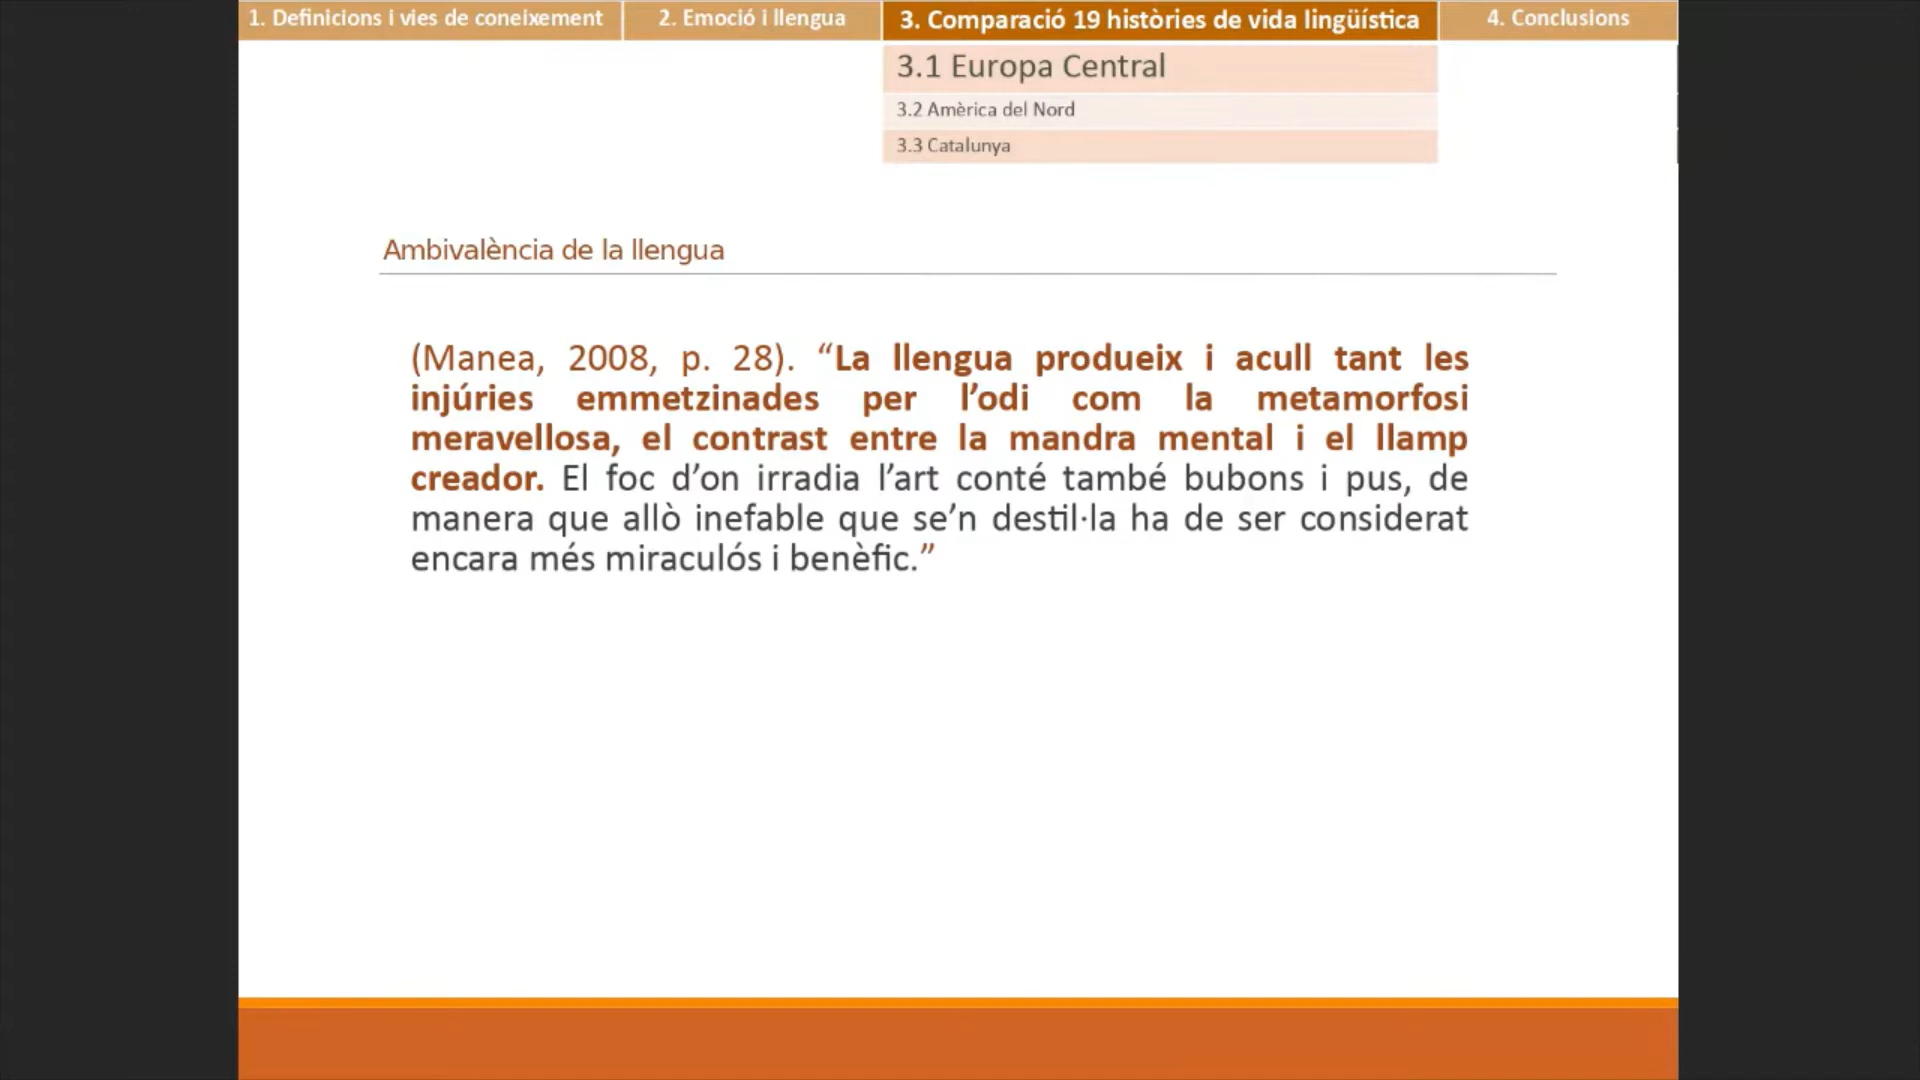 1. Definicions i vies de coneixement
2. Emoció i llengua
3. Comparació 19 històries de vida lingüística
4. Conclusions
3.1 Europa Central
3.2 Amèrica del Nord
3.3 Catalunya
Ambivalència de la llengua
(Manea, 2008, p. 28). “La llengua produeix i acull tant les
injúries emmetzinades per l’odi com la metamorfosi
meravellosa, el contrast entre la mandra mental i el llamp
creador. El foc d’on irradia l’art conté també bubons i pus, de
manera que allò inefable que se’n destil·la ha de ser considerat
encara més miraculós i benèfic.”